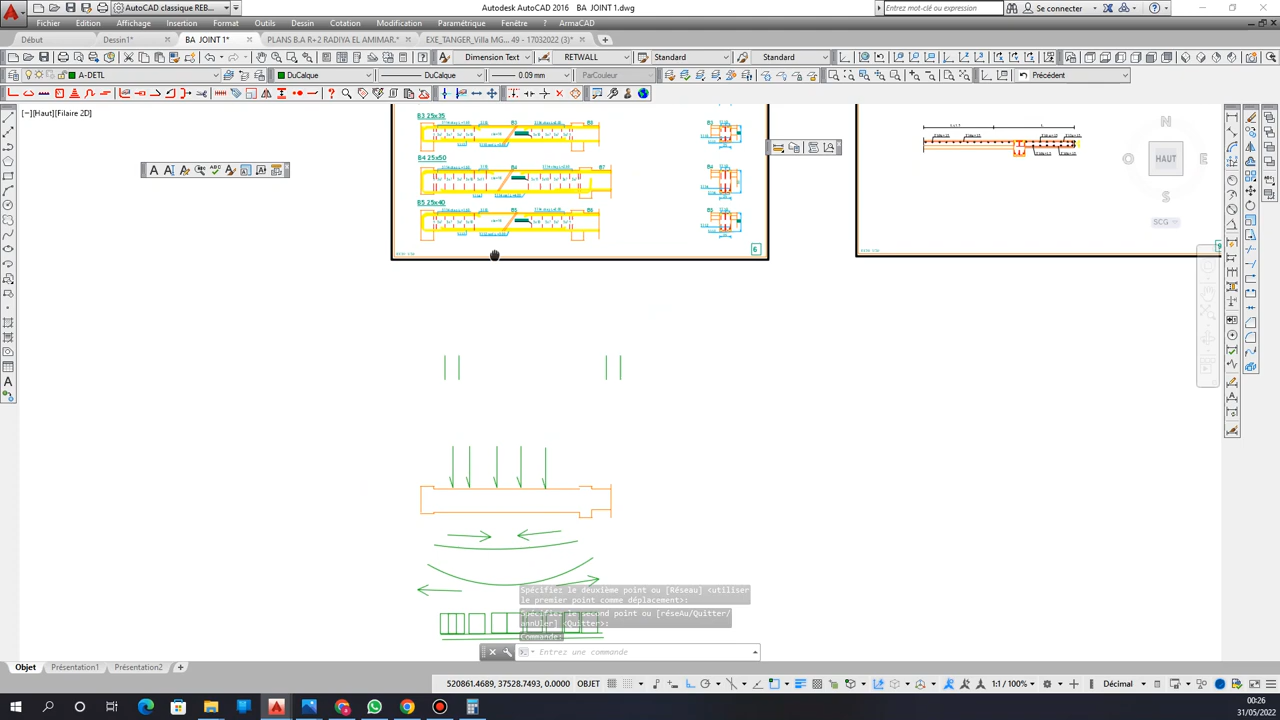 AutoCAD classique REB...
Autodesk AutoCAD 2016 BA JOINT 1.dwg
Entrez mot-clé ou expression
Se connecter
Fichier Edition Affichage Insertion Format Outils Dessin Cotation Modification Paramétrique Fenêtre ? ArmaCAD
Début Dessin1* BA JOINT 1* PLANS B.A R+2 RADIYA EL AMIMAR.* EXE_TANGER_Villa MG... 49 - 17032022 (3)*
Dimension Text RETWALL Standard Standard
A-DETL DuCalque DuCalque 0.09 mm ParCouleur Précédent
[−][Haut][Filaire 2D]
B3 25x35
B4 25x50
B5 25x40
6
N
O HAUT E
S
SCG
Spécifiez le deuxième point ou [Réseau] <utiliser
le premier point comme déplacement>:
Spécifiez le second point ou [réseAu/Quitter/
annUler] <Quitter>:
Commande:
Entrez une commande
Objet Présentation1 Présentation2 +
520861.4689, 37528.7493, 0.0000 OBJET 1:1 / 100% Décimal
00:26
31/05/2022